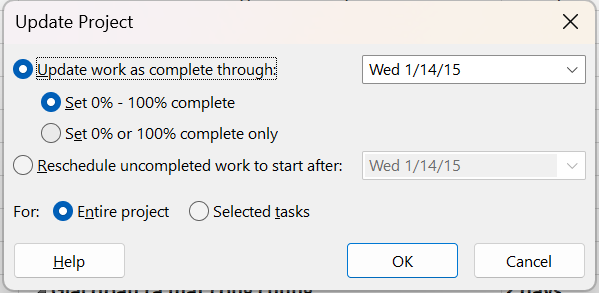 Update Project
Update work as complete through: Wed 1/14/15
Set 0% - 100% complete
Set 0% or 100% complete only
Reschedule uncompleted work to start after: Wed 1/14/15
For: Entire project Selected tasks
Help OK Cancel